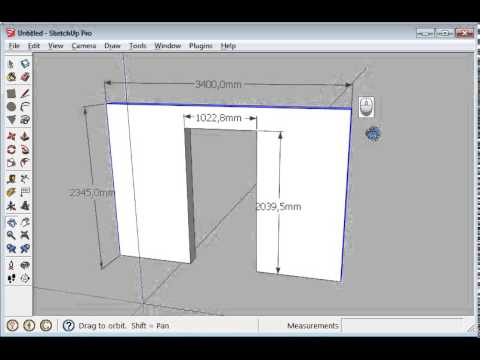 Untitled - SketchUp Pro
File Edit View Camera Draw Tools Window Plugins Help
3400,0mm
1022,8mm
2345,0mm
2039,5mm
Drag to orbit. Shift = Pan
Measurements